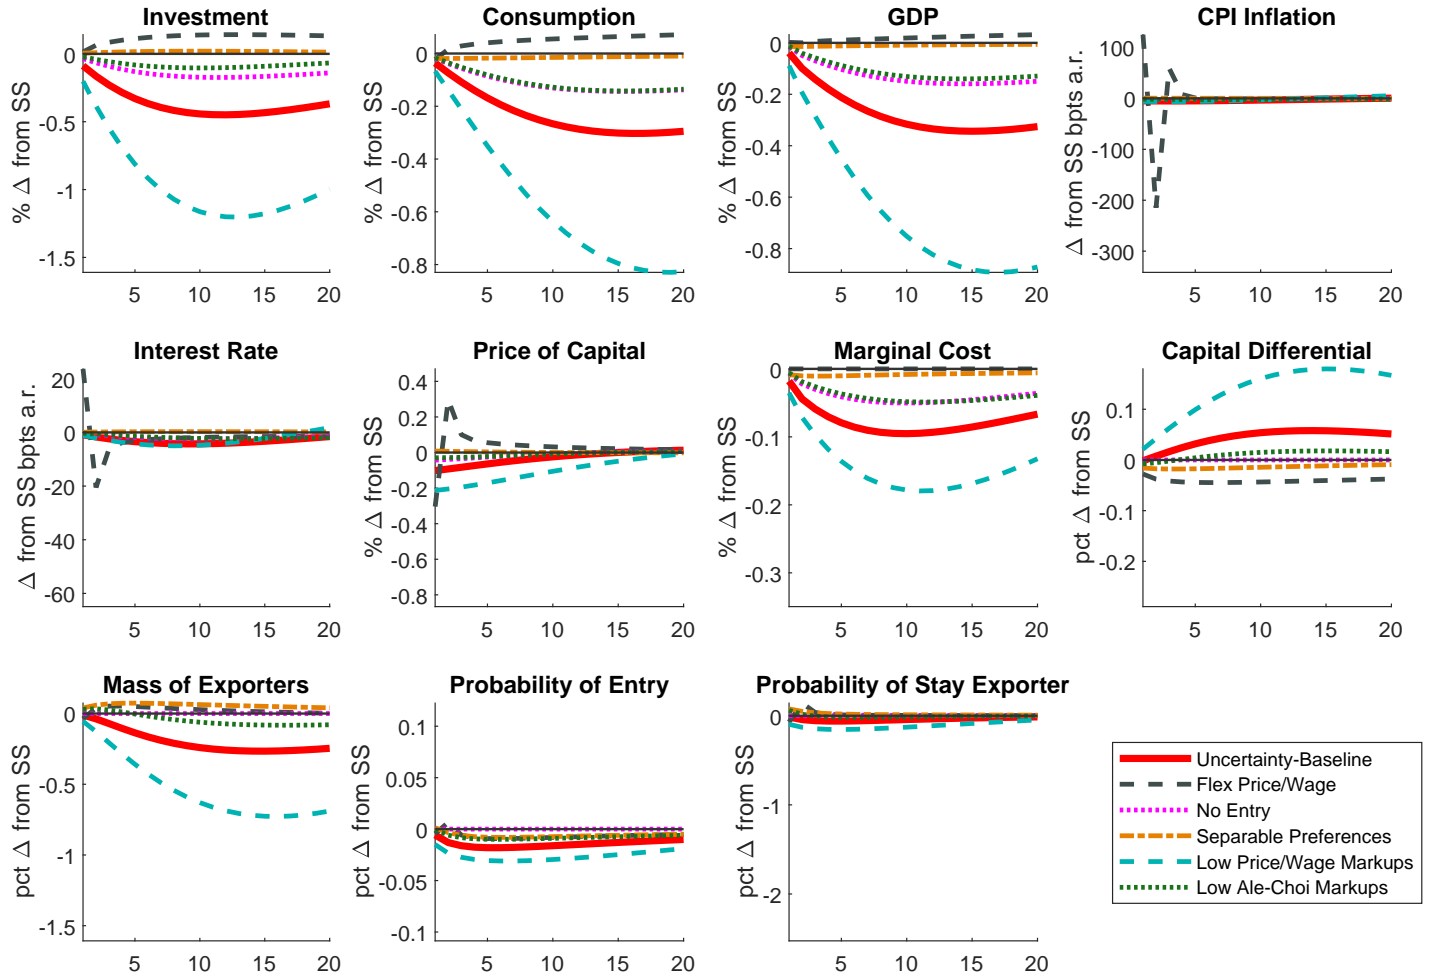 Investment
% Δ from SS
0
-0.5
-1
-1.5
5 10 15 20
Consumption
% Δ from SS
0
-0.2
-0.4
-0.6
-0.8
5 10 15 20
GDP
% Δ from SS
0
-0.2
-0.4
-0.6
-0.8
5 10 15 20
CPI Inflation
Δ from SS bpts a.r.
100
0
-100
-200
-300
5 10 15 20
Interest Rate
Δ from SS bpts a.r.
20
0
-20
-40
-60
5 10 15 20
Price of Capital
% Δ from SS
0.4
0.2
0
-0.2
-0.4
-0.6
-0.8
5 10 15 20
Marginal Cost
% Δ from SS
0
-0.1
-0.2
-0.3
5 10 15 20
Capital Differential
pct Δ from SS
0.1
0
-0.1
-0.2
5 10 15 20
Mass of Exporters
pct Δ from SS
0
-0.5
-1
-1.5
5 10 15 20
Probability of Entry
pct Δ from SS
0.1
0.05
0
-0.05
-0.1
5 10 15 20
Probability of Stay Exporter
pct Δ from SS
0
-1
-2
5 10 15 20
Uncertainty-Baseline
Flex Price/Wage
No Entry
Separable Preferences
Low Price/Wage Markups
Low Ale-Choi Markups